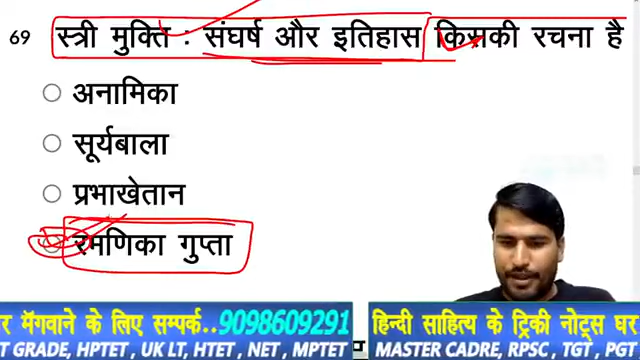 69 स्त्री मुक्ति : संघर्ष और इतिहास किसकी रचना है
अनामिका
सूर्यबाला
प्रभाखेतान
रमणिका गुप्ता
र मॅगवाने के लिए सम्पर्क..9098609291 हिन्दी साहित्य के ट्रिकी नोट्स घर
T GRADE, HPTET , UK LT, HTET , NET , MPTET MASTER CADRE, RPSC , TGT , PGT